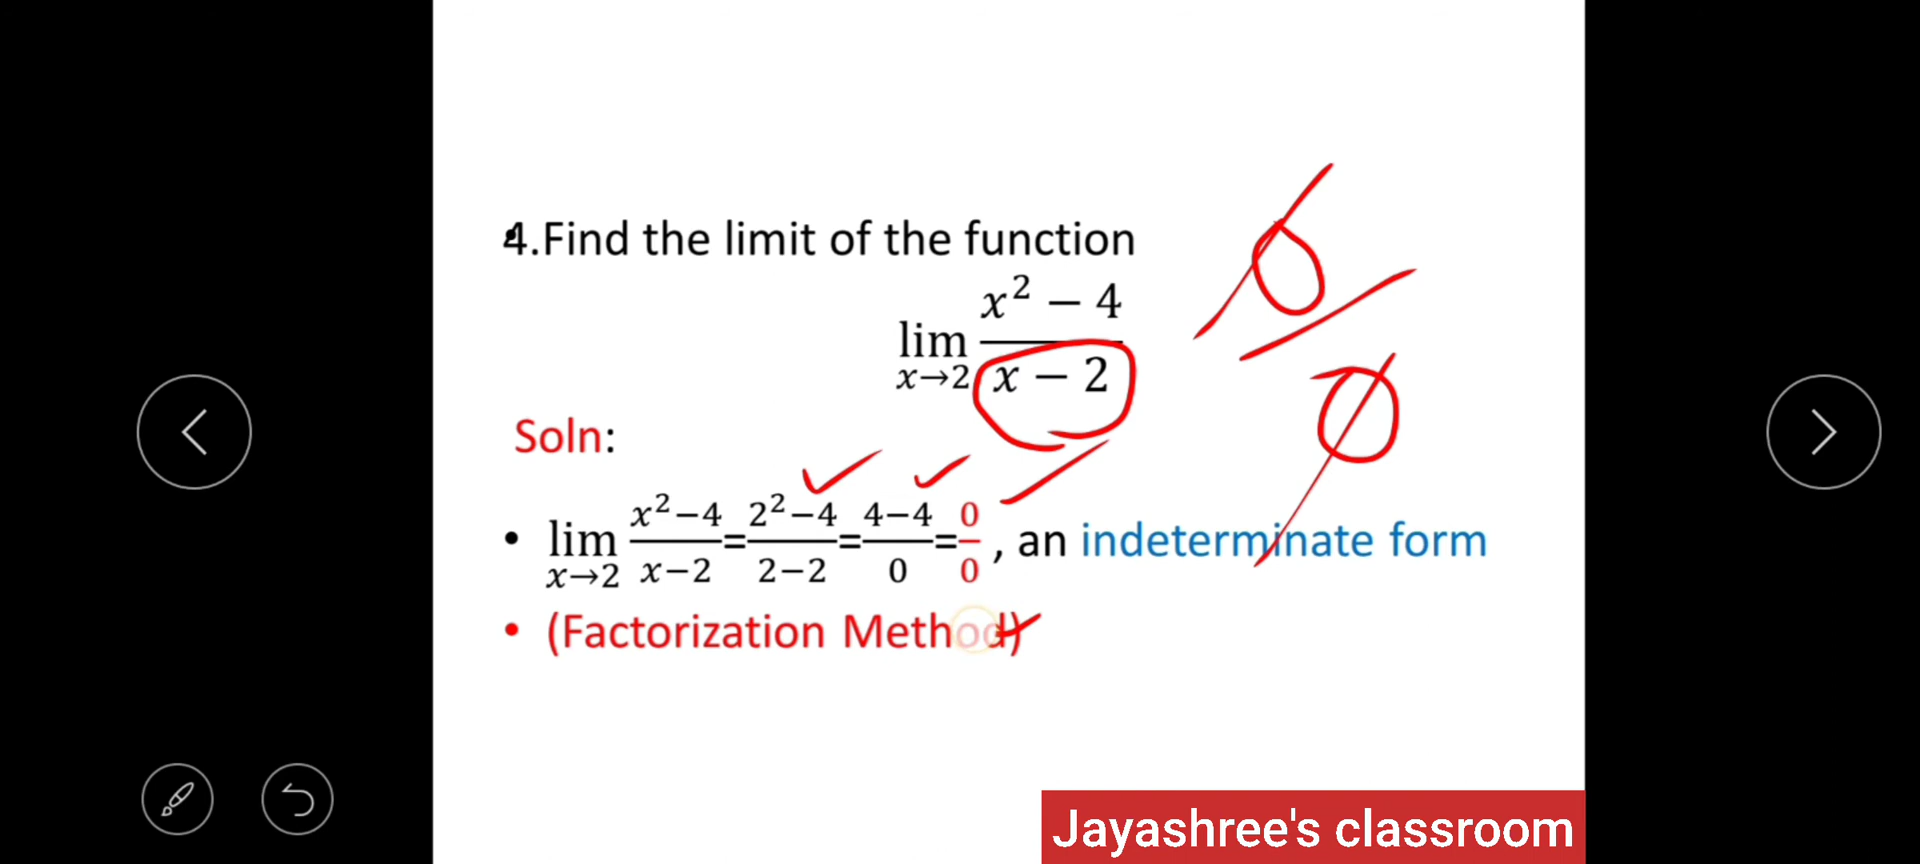 4.Find the limit of the function
lim x→2 (x² − 4)/(x − 2)
0/0
Soln:
• lim x→2 (x²−4)/(x−2) = (2²−4)/(2−2) = (4−4)/0 = 0/0 , an indeterminate form
• (Factorization Method)
Jayashree's classroom